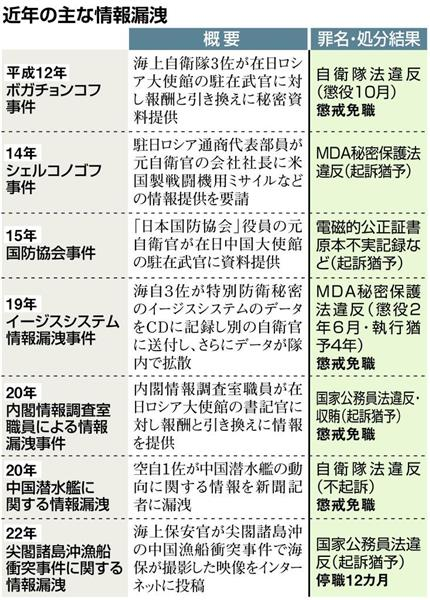 近年の主な情報漏洩
概要
罪名・処分結果
平成12年
ボガチョンコフ
事件
海上自衛隊3佐が在日ロ
シア大使館の駐在武官に対
し報酬と引き換えに秘密資
料提供
自衛隊法違反
(懲役10月)
懲戒免職
14年
シェルコノゴフ
事件
駐日ロシア通商代表部員が
元自衛官の会社社長に米
国製戦闘機用ミサイルなど
の情報提供を要請
MDA秘密保護法
違反(起訴猶予)
15年
国防協会事件
「日本国防協会」役員の元
自衛官が在日中国大使館
の駐在武官に資料提供
電磁的公正証書
原本不実記録な
ど(起訴猶予)
19年
イージスシステム
情報漏洩事件
海自3佐が特別防衛秘密
のイージスシステムのデータ
をCDに記録し別の自衛官
に送付し、さらにデータが隊
内で拡散
MDA秘密保護
法違反(懲役2
年6月・執行猶
予4年)
懲戒免職
20年
内閣情報調査室
職員による情報
漏洩事件
内閣情報調査室職員が在
日ロシア大使館の書記官に
対し報酬と引き換えに情報
を提供
国家公務員法違反・
収賄(起訴猶予)
懲戒免職
20年
中国潜水艦に
関する情報漏洩
空自1佐が中国潜水艦の動
向に関する情報を新聞記
者に漏洩
自衛隊法違反
(不起訴)
懲戒免職
22年
尖閣諸島沖漁船
衝突事件に関する
情報漏洩
海上保安官が尖閣諸島沖
の中国漁船衝突事件で海
保が撮影した映像をインタ
ーネットに投稿
国家公務員法違
反(起訴猶予)
停職12カ月